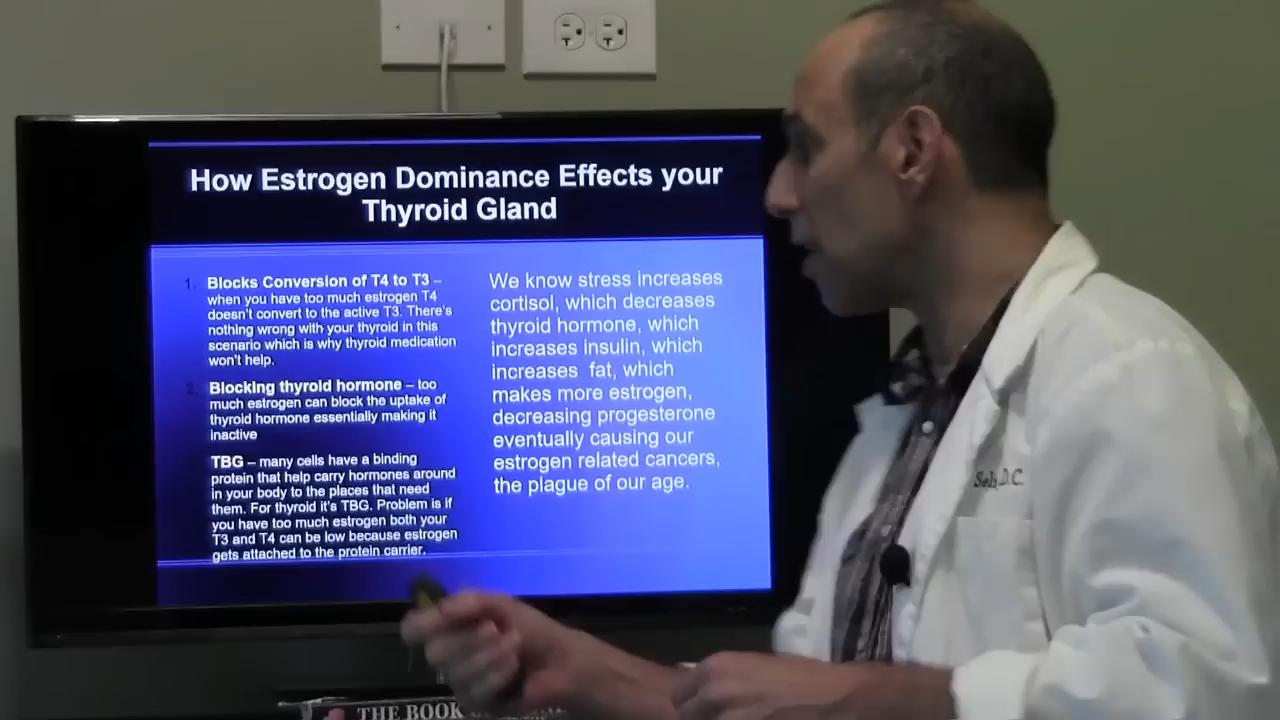 How Estrogen Dominance Effects your
Thyroid Gland
1. Blocks Conversion of T4 to T3 –
when you have too much estrogen T4
doesn't convert to the active T3. There's
nothing wrong with your thyroid in this
scenario which is why thyroid medication
won't help.
2. Blocking thyroid hormone – too
much estrogen can block the uptake of
thyroid hormone essentially making it
inactive
TBG – many cells have a binding
protein that help carry hormones around
in your body to the places that need
them. For thyroid it's TBG. Problem is if
you have too much estrogen both your
T3 and T4 can be low because estrogen
gets attached to the protein carrier.
We know stress increases
cortisol, which decreases
thyroid hormone, which
increases insulin, which
increases fat, which
makes more estrogen,
decreasing progesterone
eventually causing our
estrogen related cancers,
the plague of our age.
D.C.
THE BOOK